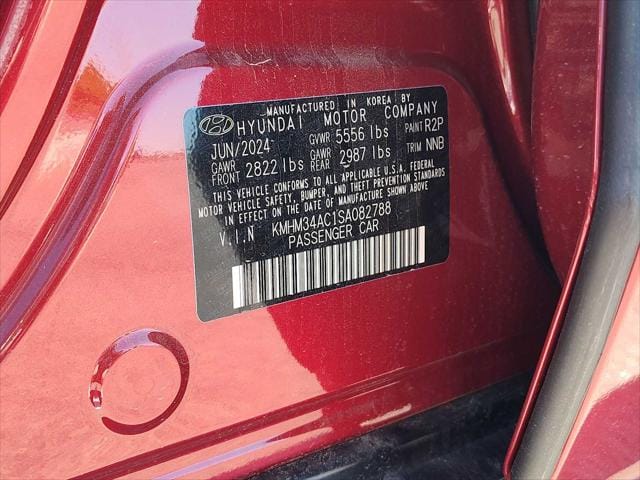 MANUFACTURED IN KOREA BY
HYUNDAI MOTOR COMPANY
JUN/2024 GVWR 5556 lbs PAINT R2P
GAWR FRONT 2822 lbs GAWR REAR 2987 lbs TRIM NNB
THIS VEHICLE CONFORMS TO ALL APPLICABLE U.S.A. FEDERAL
MOTOR VEHICLE SAFETY, BUMPER, AND THEFT PREVENTION STANDARDS
IN EFFECT ON THE DATE OF MANUFACTURE SHOWN ABOVE
V.I.N KMHM34AC1SA082788
PASSENGER CAR